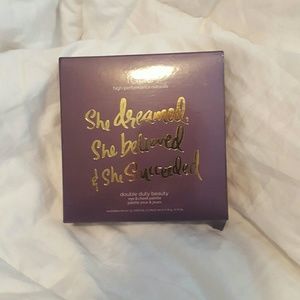 high-performance naturals
She dreamed,
She believed
& She Succeeded
double duty beauty
eye & cheek palette
palette yeux & joues